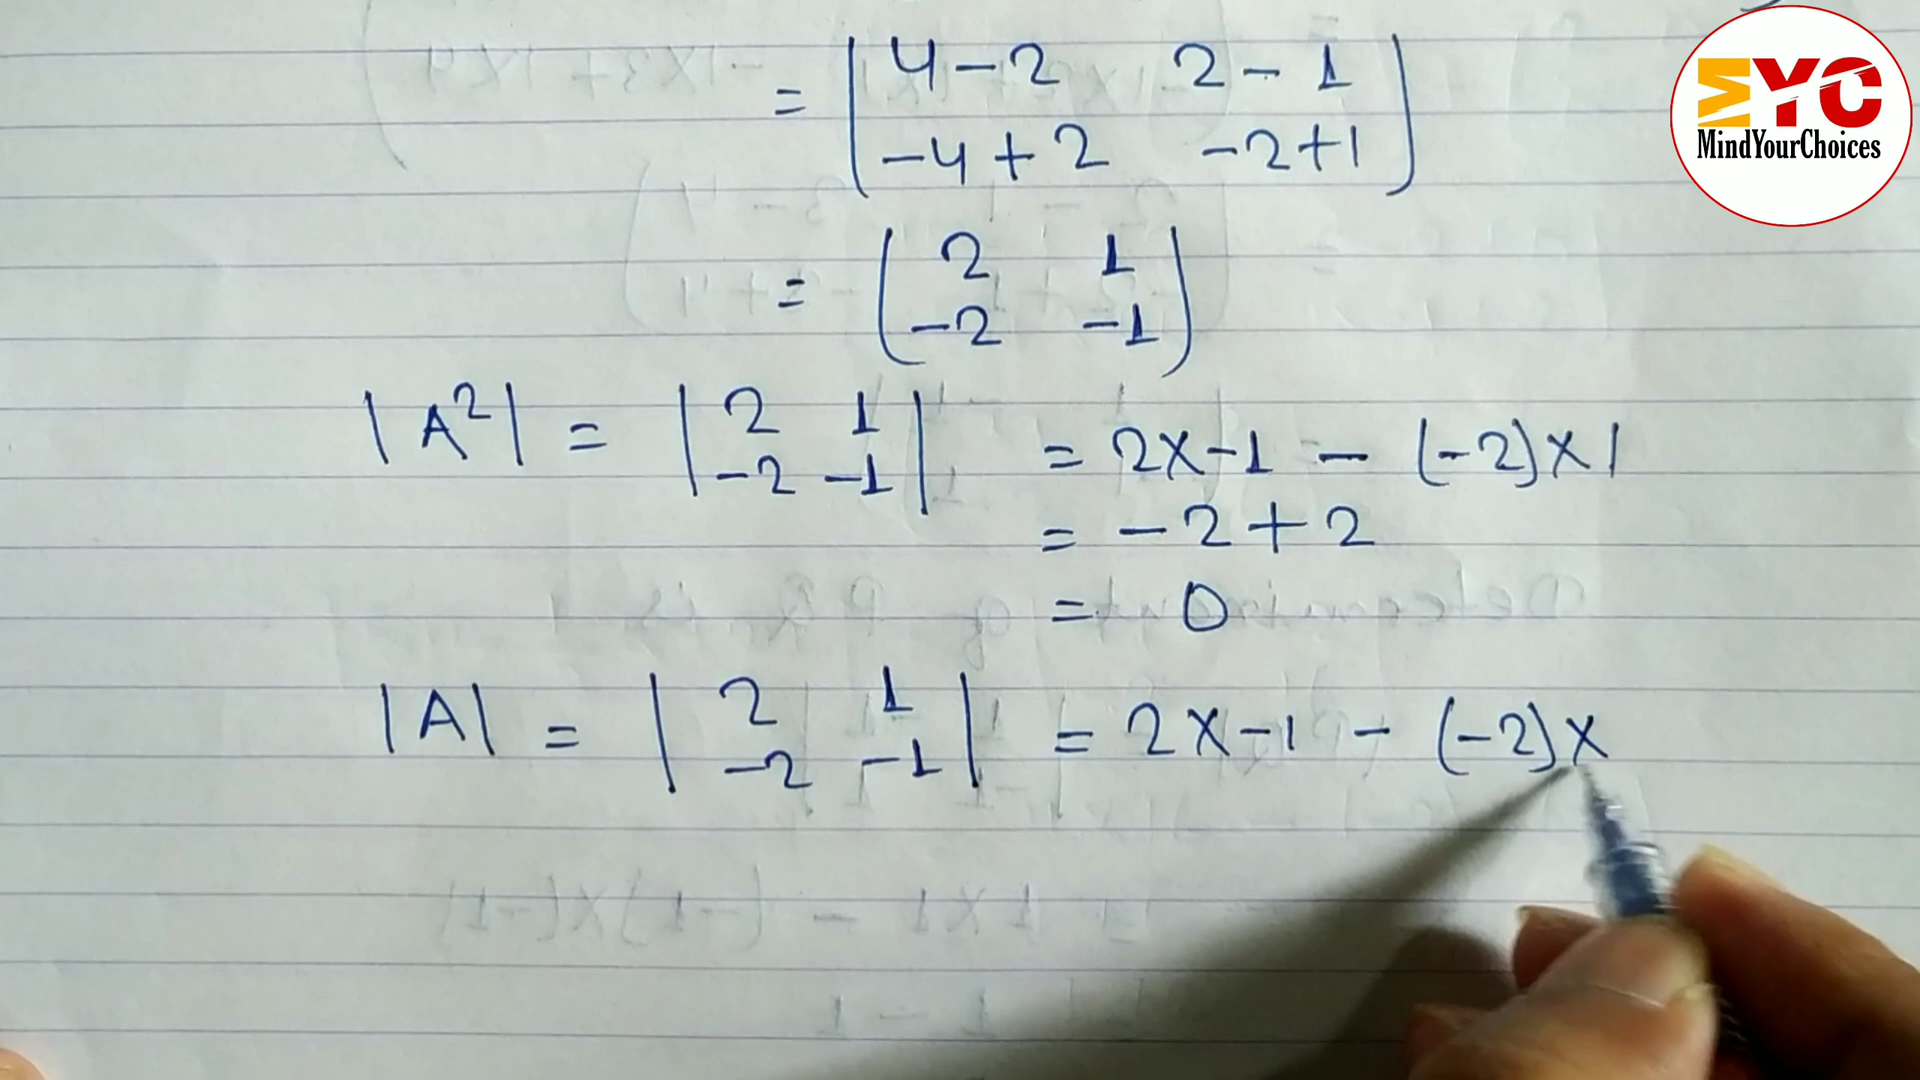 = ( 4-2 2-1
-4+2 -2+1 )
= ( 2 1
-2 -1 )
|A²| = | 2 1
-2 -1 | = 2x-1 - (-2)x1
= -2+2
= 0
|A| = | 2 1
-2 -1 | = 2x-1 - (-2)x
MYC
MindYourChoices